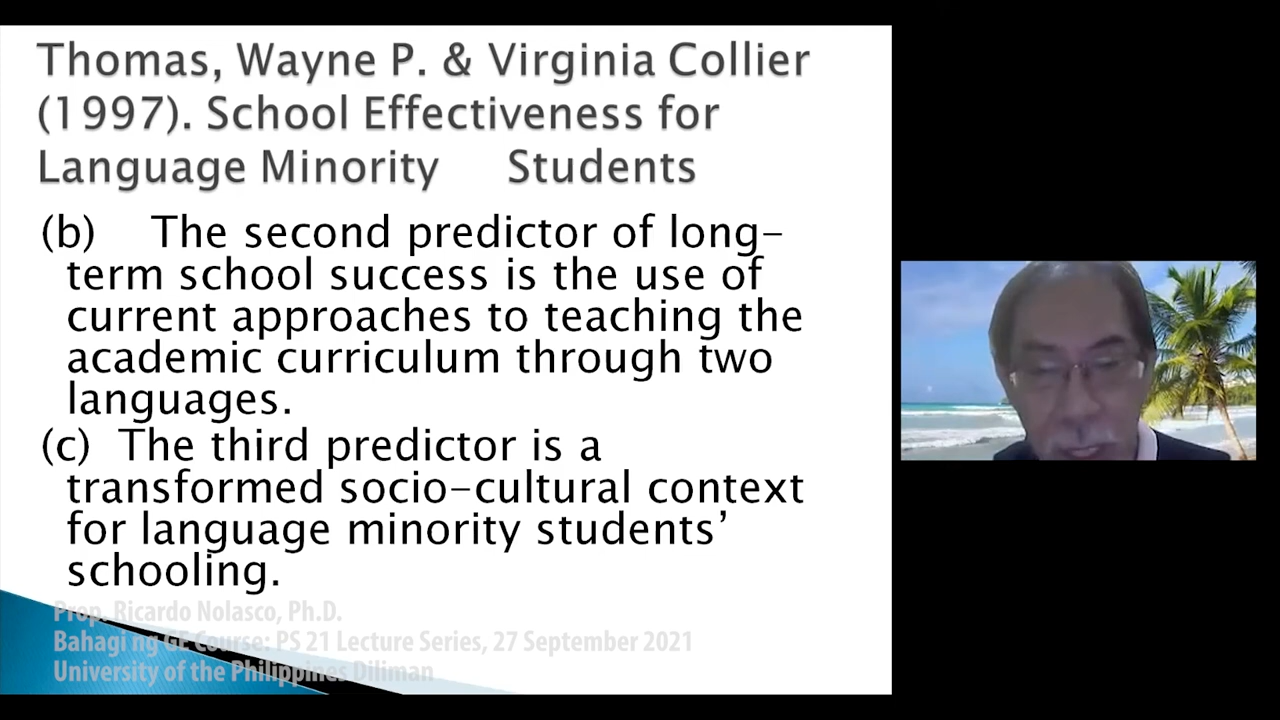 Thomas, Wayne P. & Virginia Collier
(1997). School Effectiveness for
Language Minority Students
(b) The second predictor of long-
term school success is the use of
current approaches to teaching the
academic curriculum through two
languages.
(c) The third predictor is a
transformed socio-cultural context
for language minority students’
schooling.
Prop. Ricardo Nolasco, Ph.D.
Bahagi ng GE Course: PS 21 Lecture Series, 27 September 2021
University of the Philippines Diliman